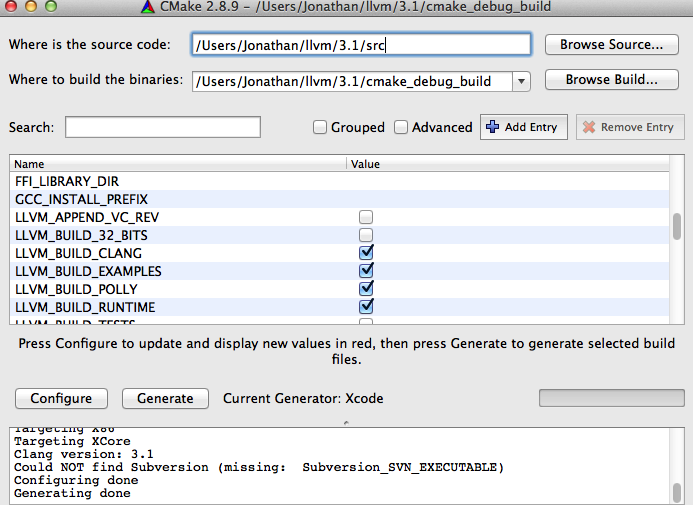 CMake 2.8.9 - /Users/Jonathan/llvm/3.1/cmake_debug_build
Where is the source code: /Users/Jonathan/llvm/3.1/src Browse Source...
Where to build the binaries: /Users/Jonathan/llvm/3.1/cmake_debug_build Browse Build...
Search: Grouped Advanced Add Entry Remove Entry
Name Value
FFI_LIBRARY_DIR
GCC_INSTALL_PREFIX
LLVM_APPEND_VC_REV
LLVM_BUILD_32_BITS
LLVM_BUILD_CLANG
LLVM_BUILD_EXAMPLES
LLVM_BUILD_POLLY
LLVM_BUILD_RUNTIME
LLVM_BUILD_TESTS
Press Configure to update and display new values in red, then press Generate to generate selected build
files.
Configure Generate Current Generator: Xcode
Targeting X86
Targeting XCore
Clang version: 3.1
Could NOT find Subversion (missing:  Subversion_SVN_EXECUTABLE)
Configuring done
Generating done